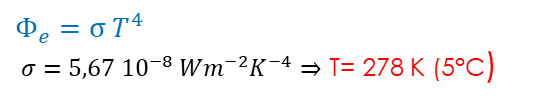 Φₑ = σ T⁴
σ = 5,67 10⁻⁸ Wm⁻²K⁻⁴ ⇒ T= 278 K (5°C)